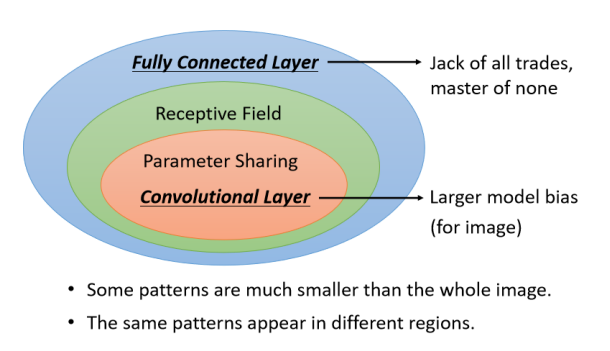 Fully Connected Layer
Jack of all trades,
master of none
Receptive Field
Parameter Sharing
Convolutional Layer
Larger model bias
(for image)
• Some patterns are much smaller than the whole image.
• The same patterns appear in different regions.